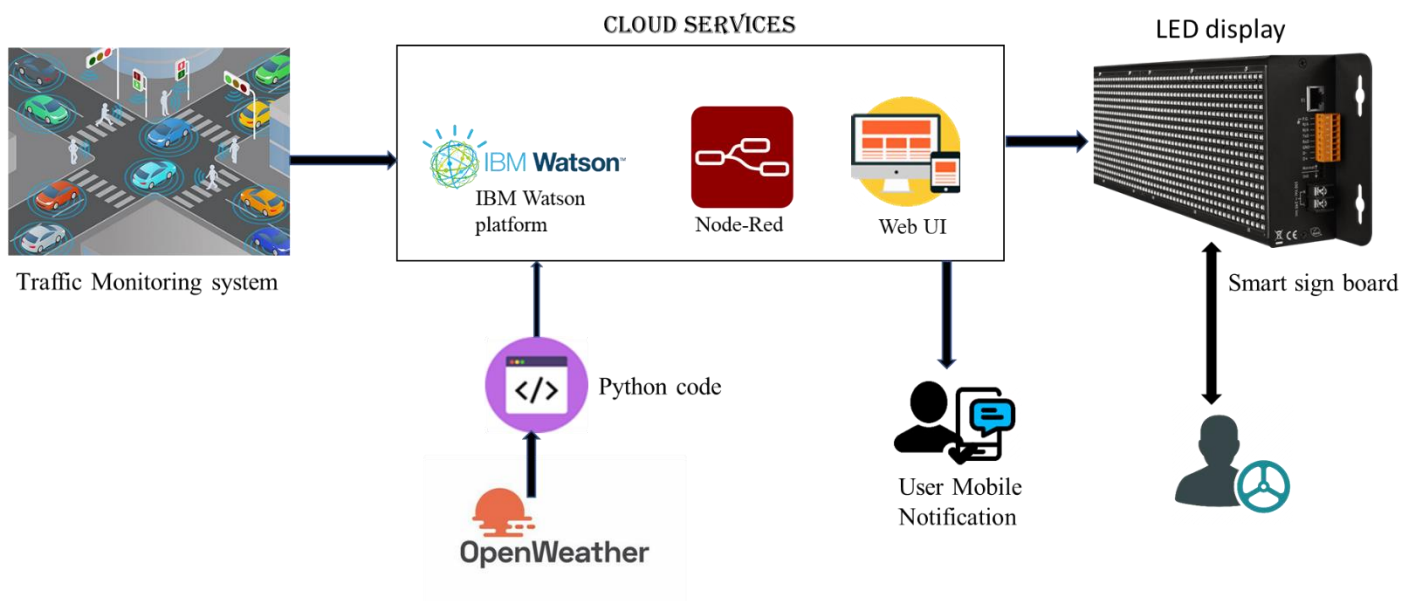 CLOUD SERVICES
LED display
IBM Watson™
IBM Watson
platform
Node-Red
Web UI
Traffic Monitoring system
Smart sign board
</>
Python code
User Mobile
Notification
OpenWeather